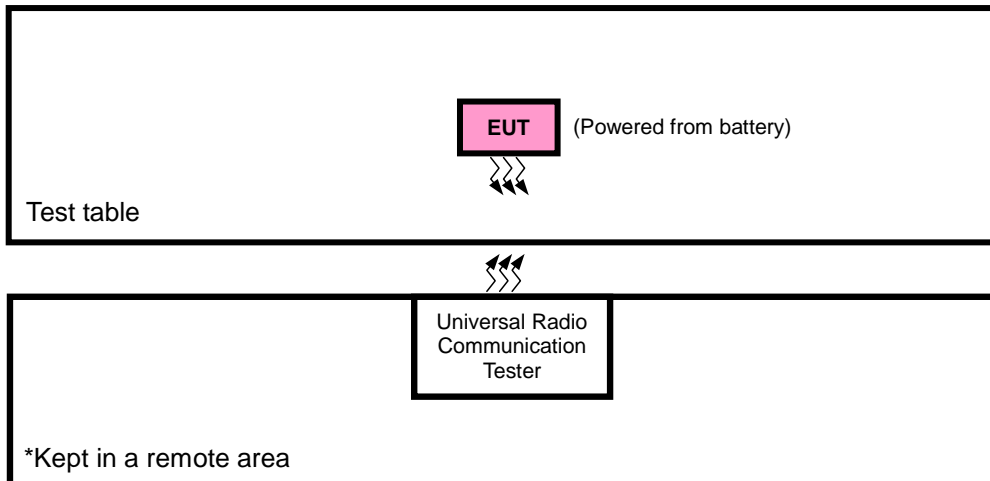 EUT
(Powered from battery)
Test table
Universal Radio
Communication
Tester
*Kept in a remote area